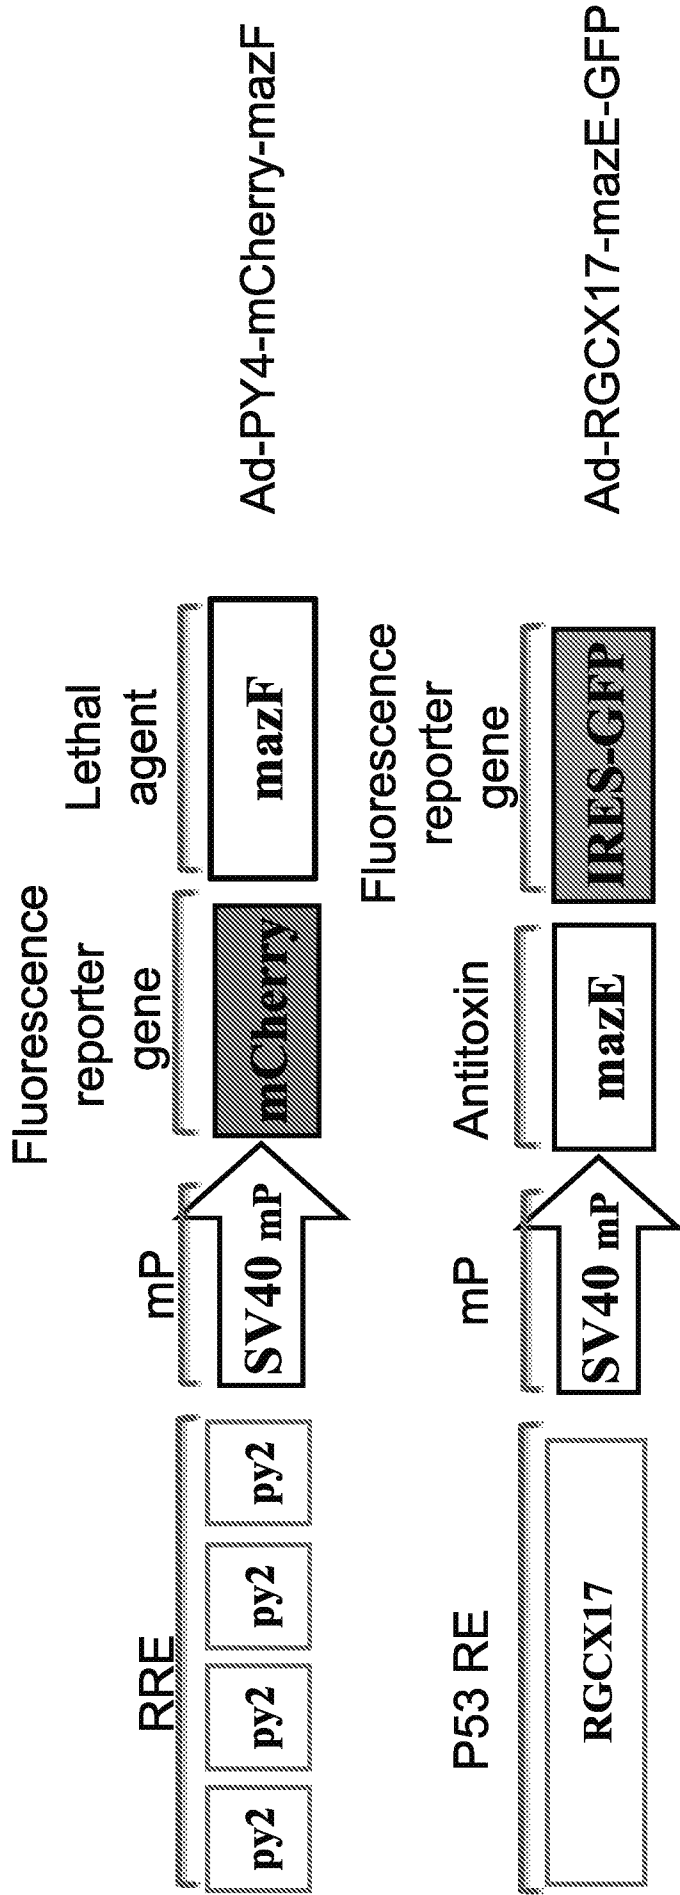 RRE
mP
Fluorescence
reporter
gene
Lethal
agent
py2
py2
py2
py2
SV40 mP
mCherry
mazF
Ad-PY4-mCherry-mazF
P53 RE
mP
Antitoxin
Fluorescence
reporter
gene
RGCX17
SV40 mP
mazE
IRES-GFP
Ad-RGCX17-mazE-GFP